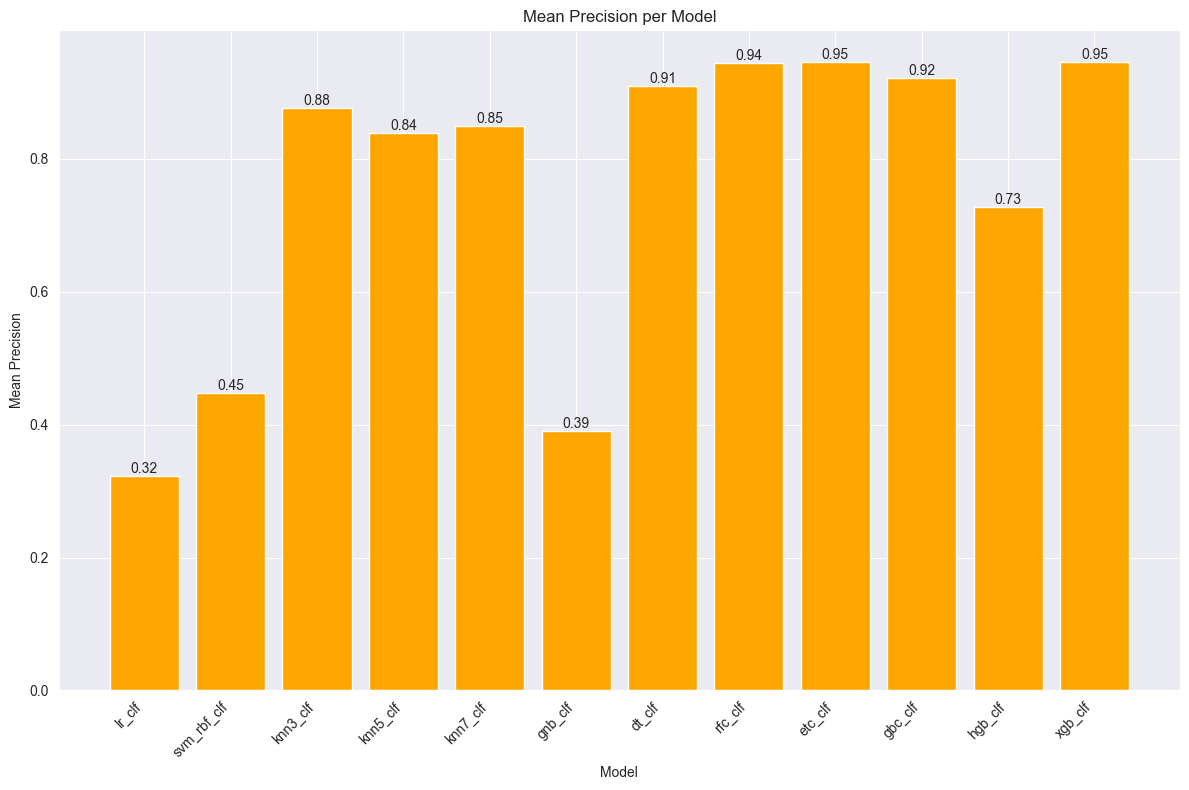 Mean Precision per Model
Mean Precision
0.8
0.6
0.4
0.2
0.0
0.32
0.45
0.88
0.84
0.85
0.39
0.91
0.94
0.95
0.92
0.73
0.95
lr_clf
svm_rbf_clf
knn3_clf
knn5_clf
knn7_clf
gnb_clf
dt_clf
rfc_clf
etc_clf
gbc_clf
hgb_clf
xgb_clf
Model